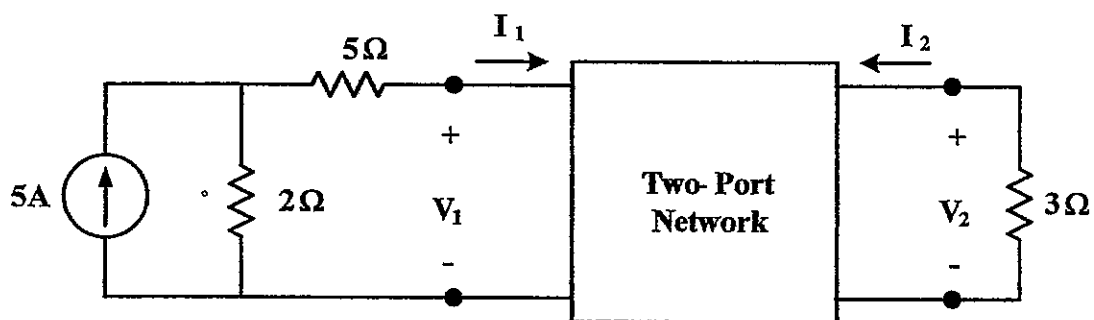 I1
I2
5Ω
+
+
5A
2Ω
V1
Two-Port
Network
V2
3Ω
-
-